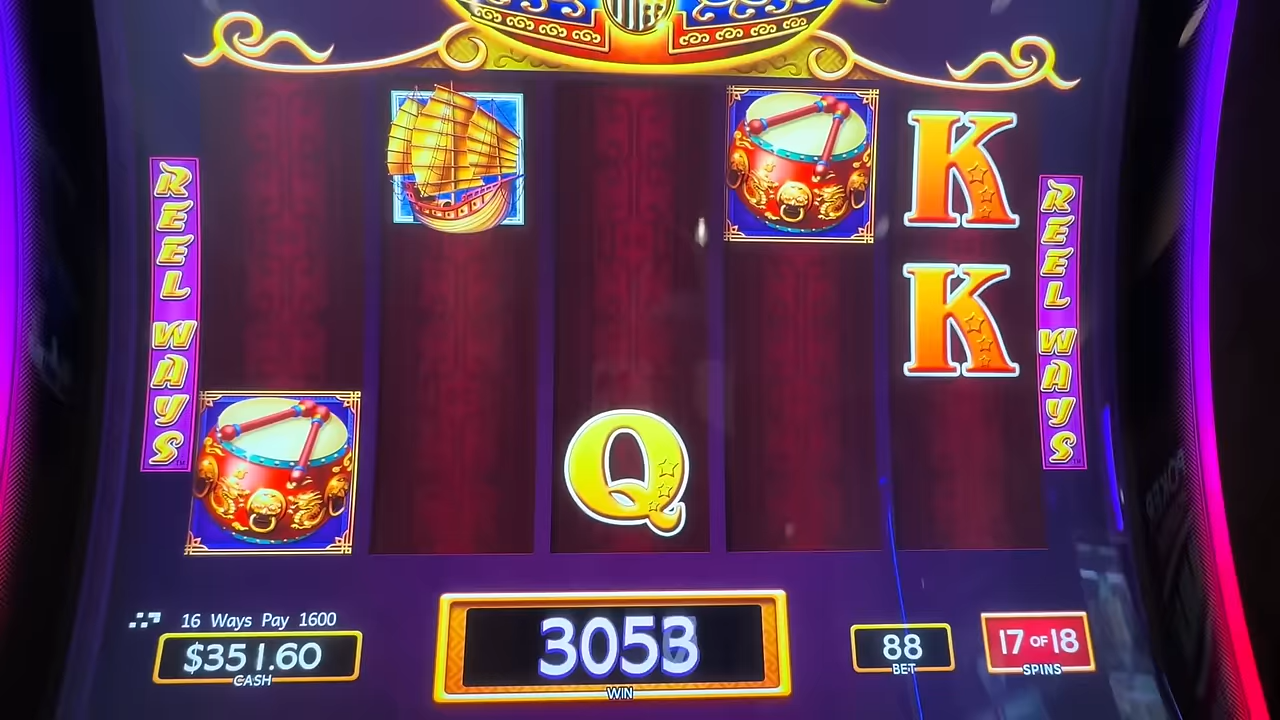 K
REEL WAYS
REEL WAYS
K
Q
16 Ways Pay 1600
$351.60
CASH
3053
WIN
88
BET
17 OF 18
SPINS